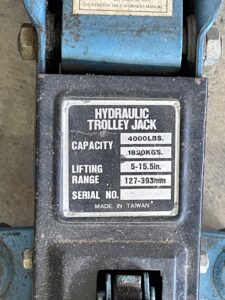 HYDRAULIC
TROLLEY JACK
CAPACITY 4000LBS.
1820KGS.
LIFTING RANGE 5-15.5in.
127-393mm
SERIAL NO.
MADE IN TAIWAN